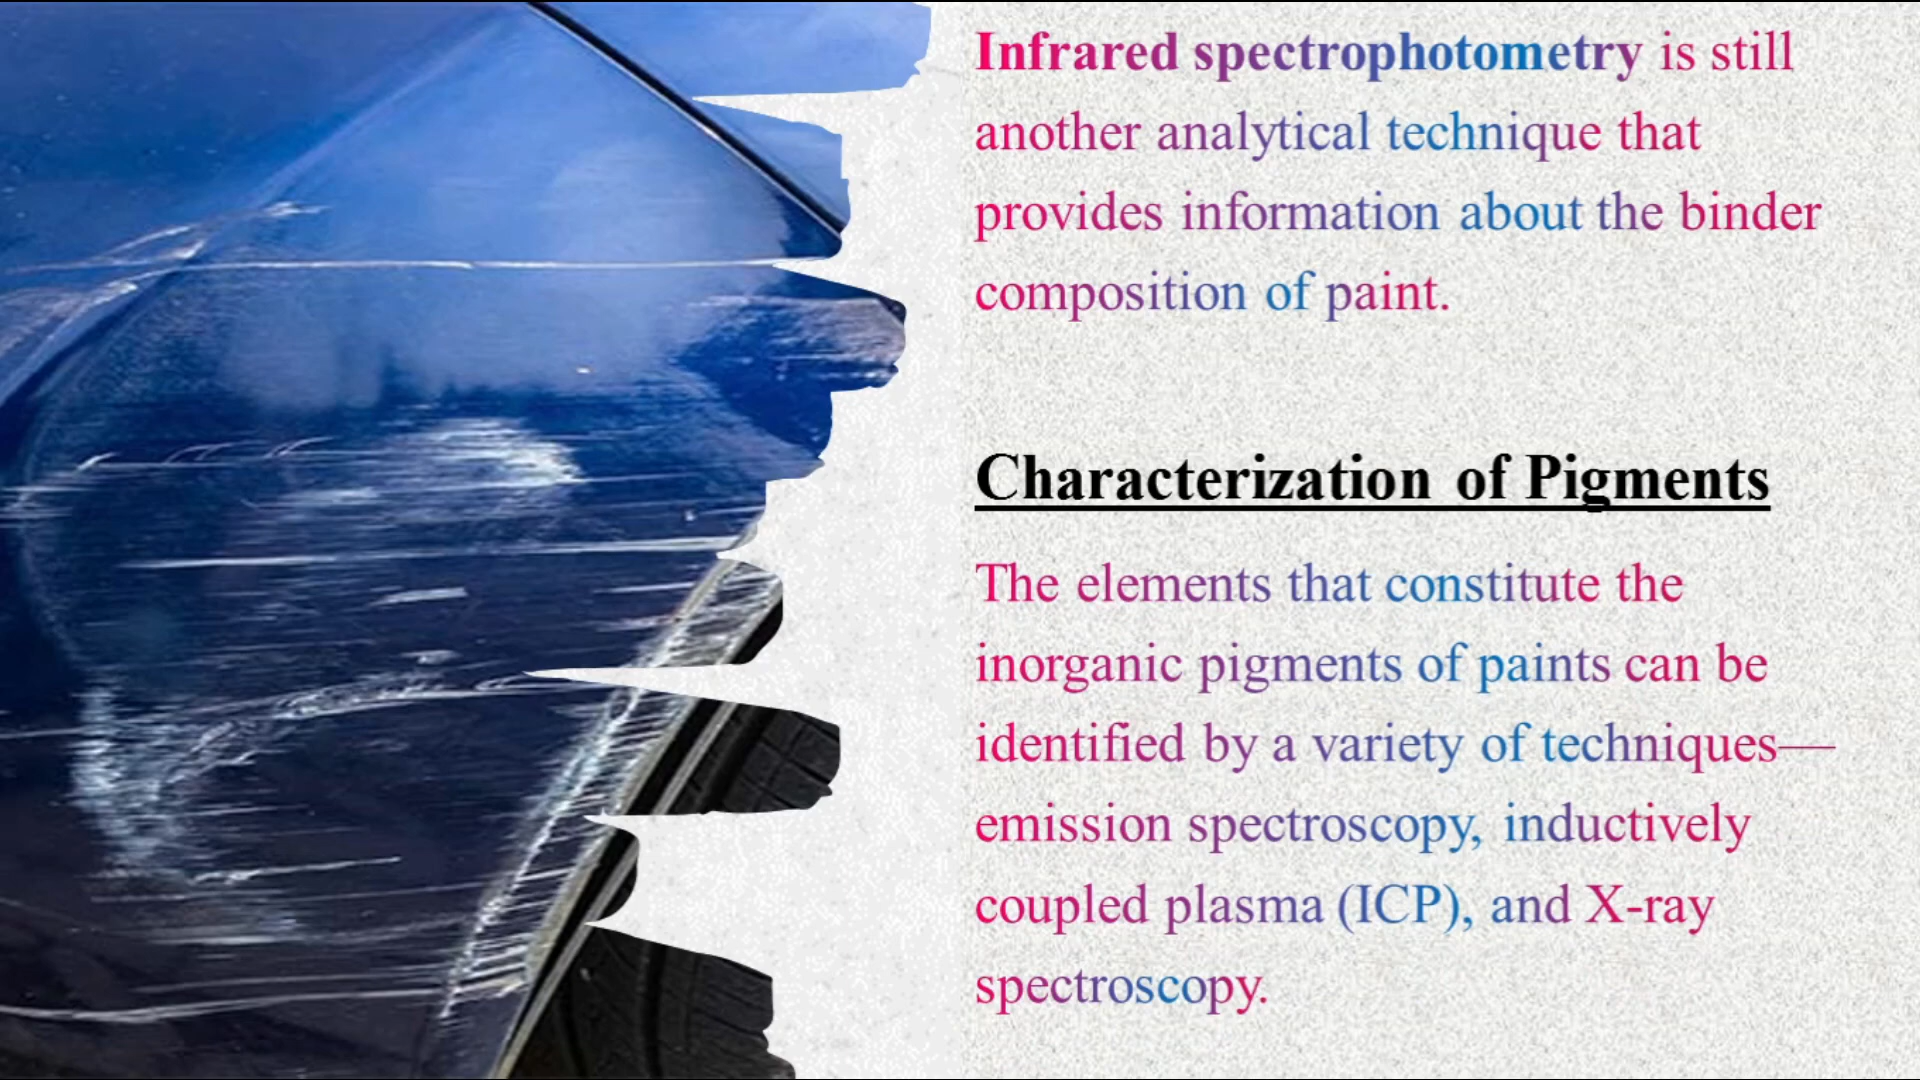 Infrared spectrophotometry is still
another analytical technique that
provides information about the binder
composition of paint.
Characterization of Pigments
The elements that constitute the
inorganic pigments of paints can be
identified by a variety of techniques—
emission spectroscopy, inductively
coupled plasma (ICP), and X-ray
spectroscopy.